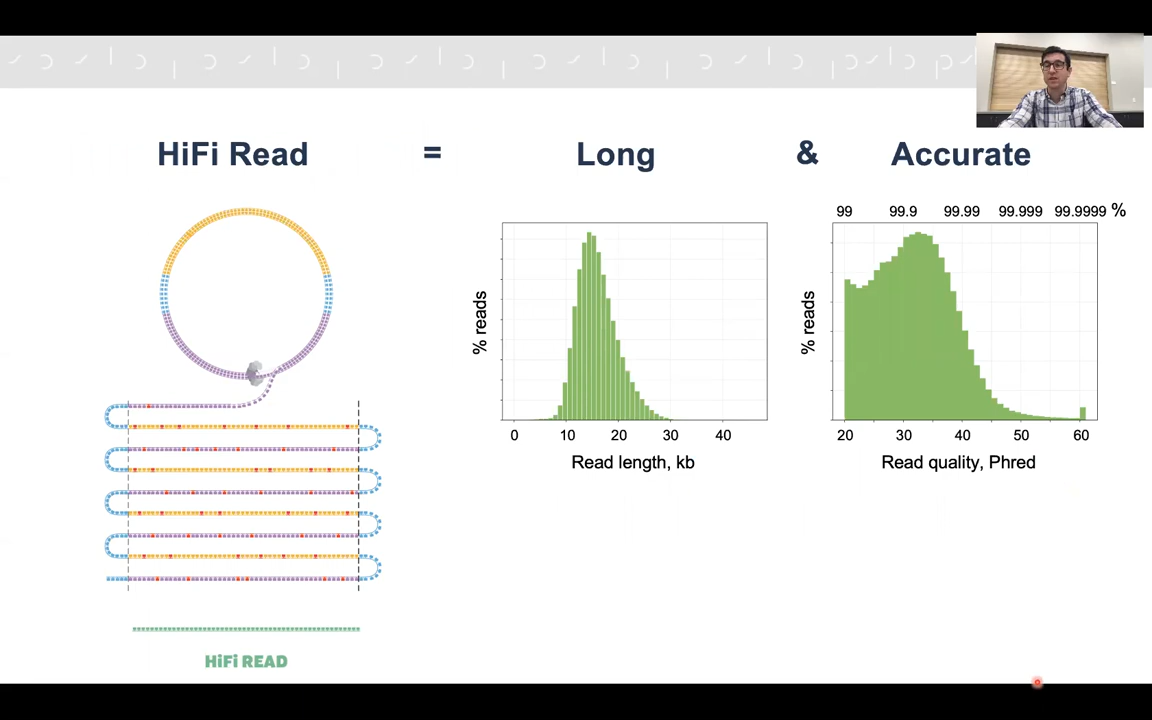 HiFi Read = Long & Accurate
99 99.9 99.99 99.999 99.9999 %
% reads
0 10 20 30 40
Read length, kb
% reads
20 30 40 50 60
Read quality, Phred
HiFi READ